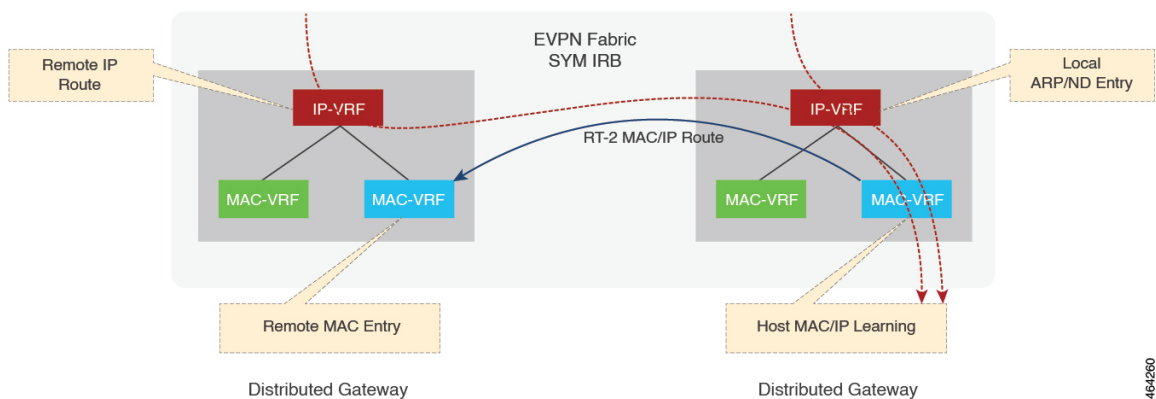 EVPN Fabric
SYM IRB
Remote IP
Route
Local
ARP/ND Entry
IP-VRF
IP-VRF
RT-2 MAC/IP Route
MAC-VRF
MAC-VRF
MAC-VRF
MAC-VRF
Remote MAC Entry
Host MAC/IP Learning
Distributed Gateway
Distributed Gateway
464260